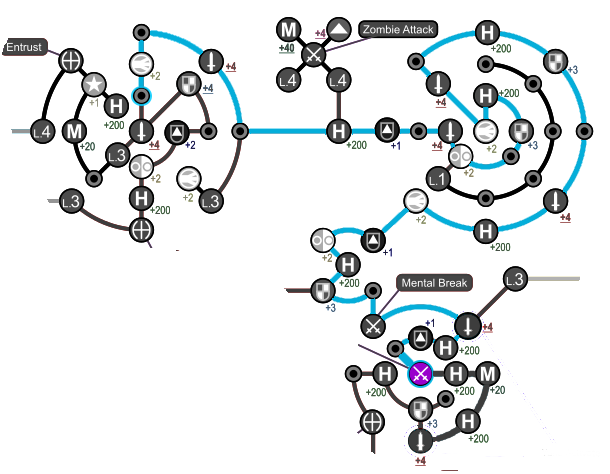 M
+4
Zombie Attack
+40
H
+200
Entrust
+2
+4
+3
L.4
L.4
+4
+4
H
+200
+1
H
+200
L.4
M
+20
+4
+2
H
+200
+1
+4
+2
+3
L.3
+2
+2
L.1
L.3
H
+200
L.3
+2
+4
H
+200
+2
+1
H
+200
L.3
Mental Break
+3
+1
+4
H
+200
H
+200
H
+200
M
+20
+3
H
+200
+4